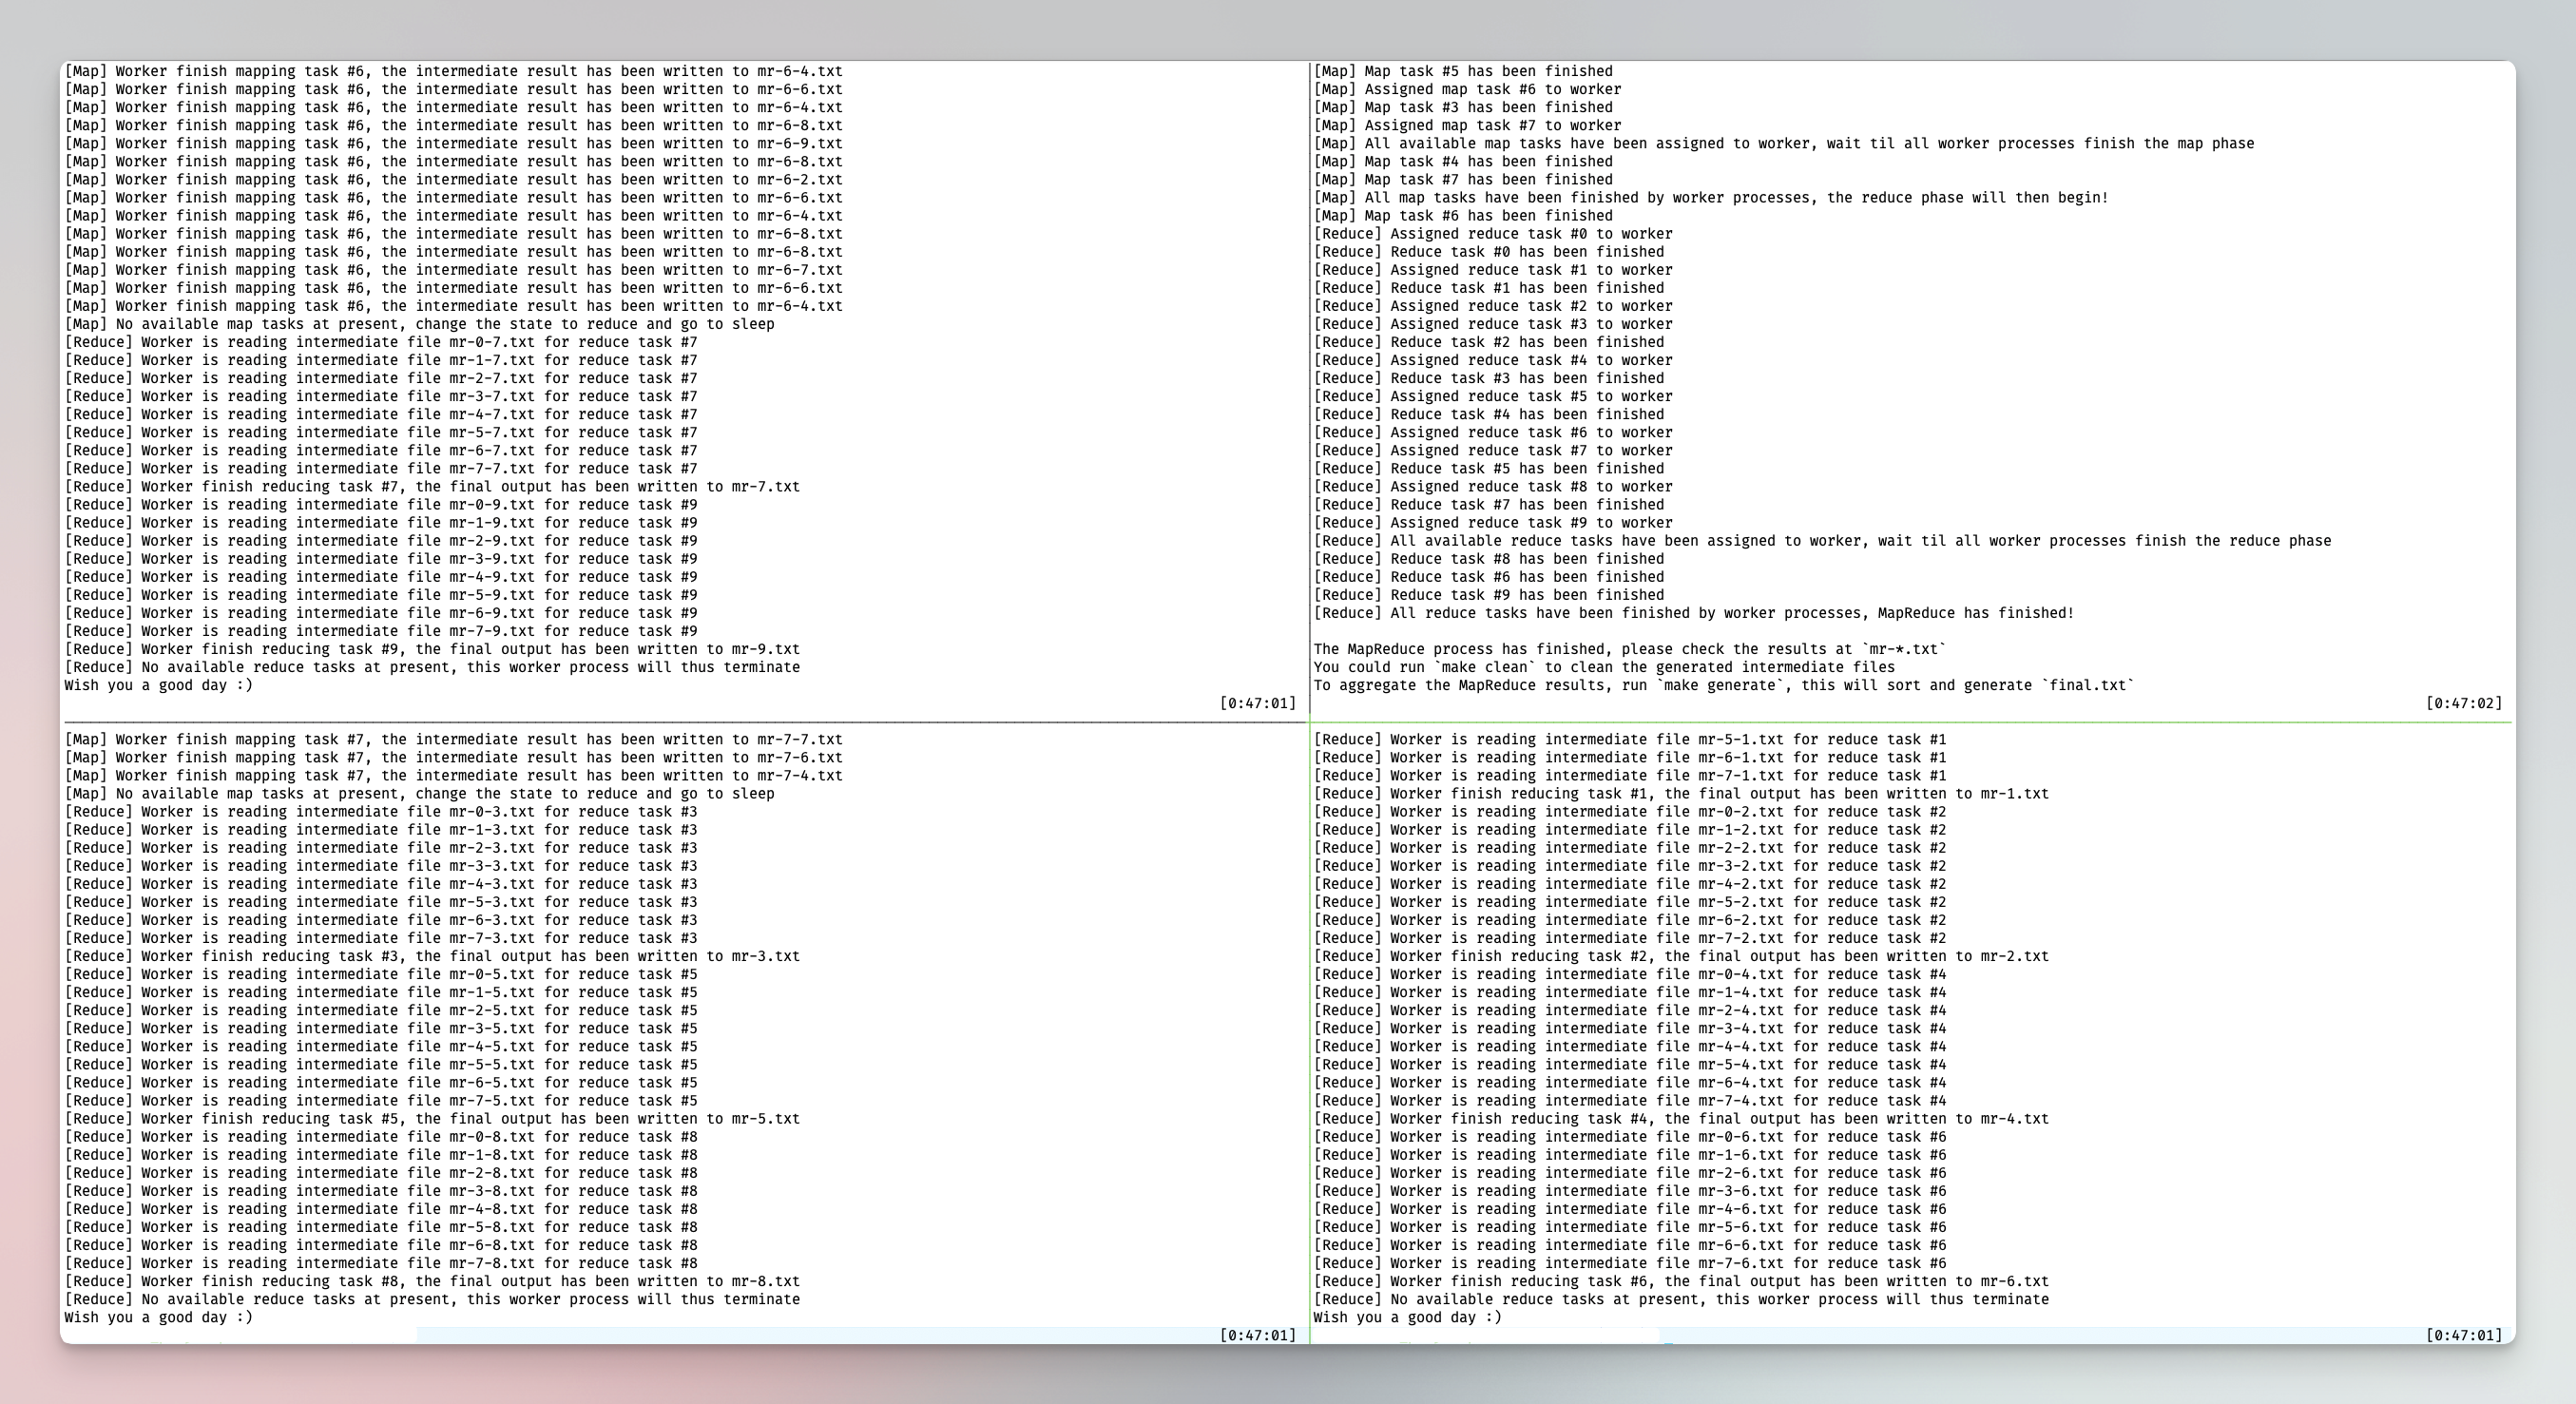 [Map] Worker finish mapping task #6, the intermediate result has been written to mr-6-4.txt
[Map] Worker finish mapping task #6, the intermediate result has been written to mr-6-6.txt
[Map] Worker finish mapping task #6, the intermediate result has been written to mr-6-4.txt
[Map] Worker finish mapping task #6, the intermediate result has been written to mr-6-8.txt
[Map] Worker finish mapping task #6, the intermediate result has been written to mr-6-9.txt
[Map] Worker finish mapping task #6, the intermediate result has been written to mr-6-8.txt
[Map] Worker finish mapping task #6, the intermediate result has been written to mr-6-2.txt
[Map] Worker finish mapping task #6, the intermediate result has been written to mr-6-6.txt
[Map] Worker finish mapping task #6, the intermediate result has been written to mr-6-4.txt
[Map] Worker finish mapping task #6, the intermediate result has been written to mr-6-8.txt
[Map] Worker finish mapping task #6, the intermediate result has been written to mr-6-8.txt
[Map] Worker finish mapping task #6, the intermediate result has been written to mr-6-7.txt
[Map] Worker finish mapping task #6, the intermediate result has been written to mr-6-6.txt
[Map] Worker finish mapping task #6, the intermediate result has been written to mr-6-4.txt
[Map] No available map tasks at present, change the state to reduce and go to sleep
[Reduce] Worker is reading intermediate file mr-0-7.txt for reduce task #7
[Reduce] Worker is reading intermediate file mr-1-7.txt for reduce task #7
[Reduce] Worker is reading intermediate file mr-2-7.txt for reduce task #7
[Reduce] Worker is reading intermediate file mr-3-7.txt for reduce task #7
[Reduce] Worker is reading intermediate file mr-4-7.txt for reduce task #7
[Reduce] Worker is reading intermediate file mr-5-7.txt for reduce task #7
[Reduce] Worker is reading intermediate file mr-6-7.txt for reduce task #7
[Reduce] Worker is reading intermediate file mr-7-7.txt for reduce task #7
[Reduce] Worker finish reducing task #7, the final output has been written to mr-7.txt
[Reduce] Worker is reading intermediate file mr-0-9.txt for reduce task #9
[Reduce] Worker is reading intermediate file mr-1-9.txt for reduce task #9
[Reduce] Worker is reading intermediate file mr-2-9.txt for reduce task #9
[Reduce] Worker is reading intermediate file mr-3-9.txt for reduce task #9
[Reduce] Worker is reading intermediate file mr-4-9.txt for reduce task #9
[Reduce] Worker is reading intermediate file mr-5-9.txt for reduce task #9
[Reduce] Worker is reading intermediate file mr-6-9.txt for reduce task #9
[Reduce] Worker is reading intermediate file mr-7-9.txt for reduce task #9
[Reduce] Worker finish reducing task #9, the final output has been written to mr-9.txt
[Reduce] No available reduce tasks at present, this worker process will thus terminate
Wish you a good day :)
[0:47:01]
[Map] Map task #5 has been finished
[Map] Assigned map task #6 to worker
[Map] Map task #3 has been finished
[Map] Assigned map task #7 to worker
[Map] All available map tasks have been assigned to worker, wait til all worker processes finish the map phase
[Map] Map task #4 has been finished
[Map] Map task #7 has been finished
[Map] All map tasks have been finished by worker processes, the reduce phase will then begin!
[Map] Map task #6 has been finished
[Reduce] Assigned reduce task #0 to worker
[Reduce] Reduce task #0 has been finished
[Reduce] Assigned reduce task #1 to worker
[Reduce] Reduce task #1 has been finished
[Reduce] Assigned reduce task #2 to worker
[Reduce] Assigned reduce task #3 to worker
[Reduce] Reduce task #2 has been finished
[Reduce] Assigned reduce task #4 to worker
[Reduce] Reduce task #3 has been finished
[Reduce] Assigned reduce task #5 to worker
[Reduce] Reduce task #4 has been finished
[Reduce] Assigned reduce task #6 to worker
[Reduce] Assigned reduce task #7 to worker
[Reduce] Reduce task #5 has been finished
[Reduce] Assigned reduce task #8 to worker
[Reduce] Reduce task #7 has been finished
[Reduce] Assigned reduce task #9 to worker
[Reduce] All available reduce tasks have been assigned to worker, wait til all worker processes finish the reduce phase
[Reduce] Reduce task #8 has been finished
[Reduce] Reduce task #6 has been finished
[Reduce] Reduce task #9 has been finished
[Reduce] All reduce tasks have been finished by worker processes, MapReduce has finished!
The MapReduce process has finished, please check the results at `mr-*.txt`
You could run `make clean` to clean the generated intermediate files
To aggregate the MapReduce results, run `make generate`, this will sort and generate `final.txt`
[0:47:02]
[Map] Worker finish mapping task #7, the intermediate result has been written to mr-7-7.txt
[Map] Worker finish mapping task #7, the intermediate result has been written to mr-7-6.txt
[Map] Worker finish mapping task #7, the intermediate result has been written to mr-7-4.txt
[Map] No available map tasks at present, change the state to reduce and go to sleep
[Reduce] Worker is reading intermediate file mr-0-3.txt for reduce task #3
[Reduce] Worker is reading intermediate file mr-1-3.txt for reduce task #3
[Reduce] Worker is reading intermediate file mr-2-3.txt for reduce task #3
[Reduce] Worker is reading intermediate file mr-3-3.txt for reduce task #3
[Reduce] Worker is reading intermediate file mr-4-3.txt for reduce task #3
[Reduce] Worker is reading intermediate file mr-5-3.txt for reduce task #3
[Reduce] Worker is reading intermediate file mr-6-3.txt for reduce task #3
[Reduce] Worker is reading intermediate file mr-7-3.txt for reduce task #3
[Reduce] Worker finish reducing task #3, the final output has been written to mr-3.txt
[Reduce] Worker is reading intermediate file mr-0-5.txt for reduce task #5
[Reduce] Worker is reading intermediate file mr-1-5.txt for reduce task #5
[Reduce] Worker is reading intermediate file mr-2-5.txt for reduce task #5
[Reduce] Worker is reading intermediate file mr-3-5.txt for reduce task #5
[Reduce] Worker is reading intermediate file mr-4-5.txt for reduce task #5
[Reduce] Worker is reading intermediate file mr-5-5.txt for reduce task #5
[Reduce] Worker is reading intermediate file mr-6-5.txt for reduce task #5
[Reduce] Worker is reading intermediate file mr-7-5.txt for reduce task #5
[Reduce] Worker finish reducing task #5, the final output has been written to mr-5.txt
[Reduce] Worker is reading intermediate file mr-0-8.txt for reduce task #8
[Reduce] Worker is reading intermediate file mr-1-8.txt for reduce task #8
[Reduce] Worker is reading intermediate file mr-2-8.txt for reduce task #8
[Reduce] Worker is reading intermediate file mr-3-8.txt for reduce task #8
[Reduce] Worker is reading intermediate file mr-4-8.txt for reduce task #8
[Reduce] Worker is reading intermediate file mr-5-8.txt for reduce task #8
[Reduce] Worker is reading intermediate file mr-6-8.txt for reduce task #8
[Reduce] Worker is reading intermediate file mr-7-8.txt for reduce task #8
[Reduce] Worker finish reducing task #8, the final output has been written to mr-8.txt
[Reduce] No available reduce tasks at present, this worker process will thus terminate
Wish you a good day :)
[0:47:01]
[Reduce] Worker is reading intermediate file mr-5-1.txt for reduce task #1
[Reduce] Worker is reading intermediate file mr-6-1.txt for reduce task #1
[Reduce] Worker is reading intermediate file mr-7-1.txt for reduce task #1
[Reduce] Worker finish reducing task #1, the final output has been written to mr-1.txt
[Reduce] Worker is reading intermediate file mr-0-2.txt for reduce task #2
[Reduce] Worker is reading intermediate file mr-1-2.txt for reduce task #2
[Reduce] Worker is reading intermediate file mr-2-2.txt for reduce task #2
[Reduce] Worker is reading intermediate file mr-3-2.txt for reduce task #2
[Reduce] Worker is reading intermediate file mr-4-2.txt for reduce task #2
[Reduce] Worker is reading intermediate file mr-5-2.txt for reduce task #2
[Reduce] Worker is reading intermediate file mr-6-2.txt for reduce task #2
[Reduce] Worker is reading intermediate file mr-7-2.txt for reduce task #2
[Reduce] Worker finish reducing task #2, the final output has been written to mr-2.txt
[Reduce] Worker is reading intermediate file mr-0-4.txt for reduce task #4
[Reduce] Worker is reading intermediate file mr-1-4.txt for reduce task #4
[Reduce] Worker is reading intermediate file mr-2-4.txt for reduce task #4
[Reduce] Worker is reading intermediate file mr-3-4.txt for reduce task #4
[Reduce] Worker is reading intermediate file mr-4-4.txt for reduce task #4
[Reduce] Worker is reading intermediate file mr-5-4.txt for reduce task #4
[Reduce] Worker is reading intermediate file mr-6-4.txt for reduce task #4
[Reduce] Worker is reading intermediate file mr-7-4.txt for reduce task #4
[Reduce] Worker finish reducing task #4, the final output has been written to mr-4.txt
[Reduce] Worker is reading intermediate file mr-0-6.txt for reduce task #6
[Reduce] Worker is reading intermediate file mr-1-6.txt for reduce task #6
[Reduce] Worker is reading intermediate file mr-2-6.txt for reduce task #6
[Reduce] Worker is reading intermediate file mr-3-6.txt for reduce task #6
[Reduce] Worker is reading intermediate file mr-4-6.txt for reduce task #6
[Reduce] Worker is reading intermediate file mr-5-6.txt for reduce task #6
[Reduce] Worker is reading intermediate file mr-6-6.txt for reduce task #6
[Reduce] Worker is reading intermediate file mr-7-6.txt for reduce task #6
[Reduce] Worker finish reducing task #6, the final output has been written to mr-6.txt
[Reduce] No available reduce tasks at present, this worker process will thus terminate
Wish you a good day :)
[0:47:01]